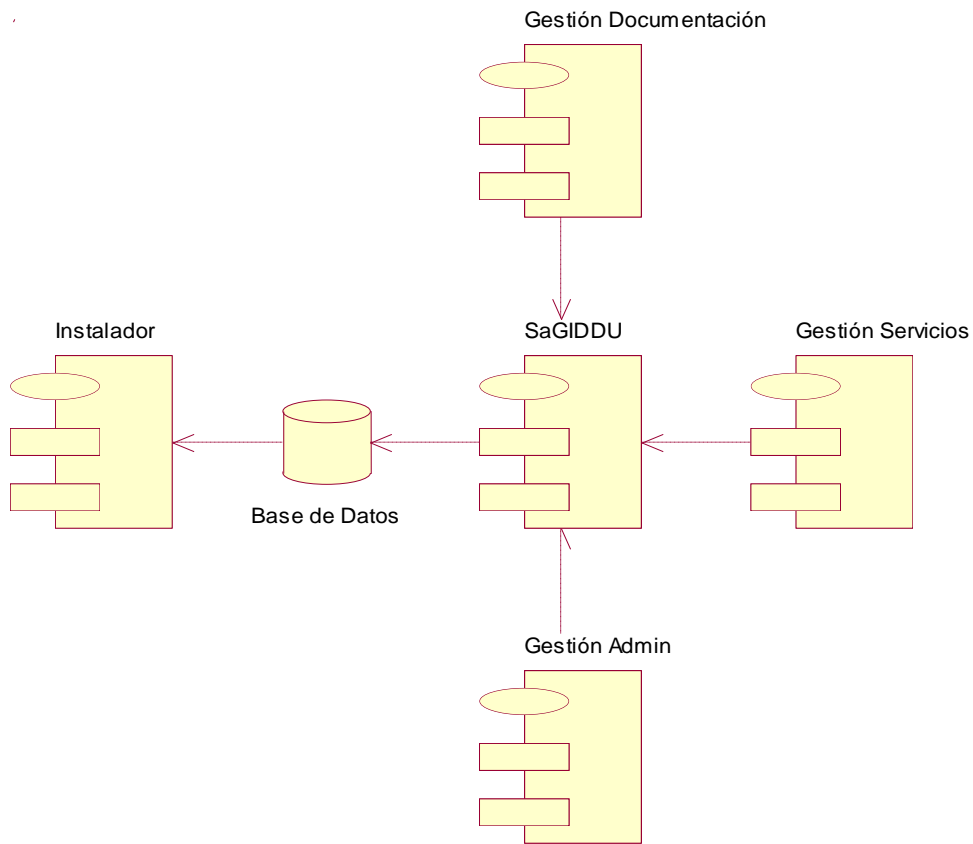 Gestión Documentación
Instalador
SaGIDDU
Gestión Servicios
Base de Datos
Gestión Admin